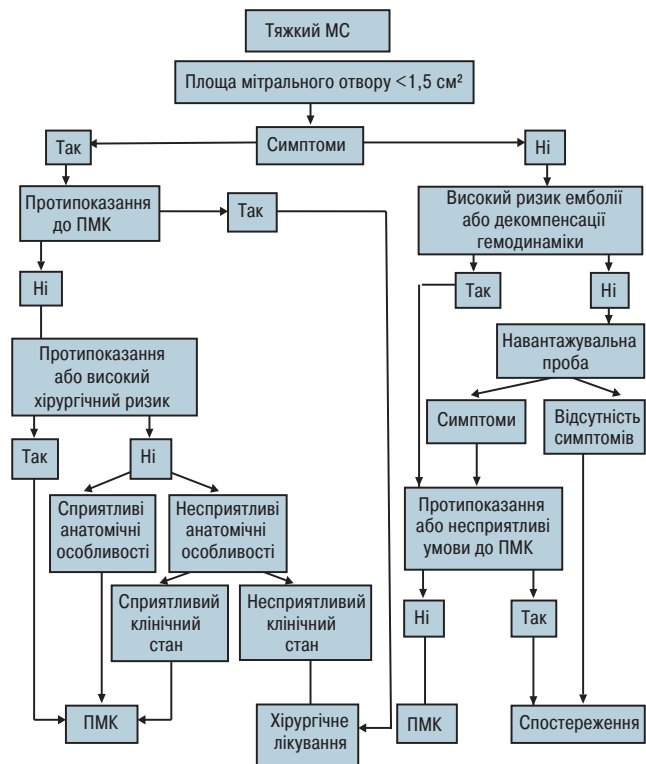 Тяжкий МС
Площа мітрального отвору <1,5 см²
Так
Симптоми
Ні
Протипоказання
до ПМК
Так
Високий ризик емболії
або декомпенсації
гемодинаміки
Ні
Так
Ні
Протипоказання
або високий
хірургічний ризик
Навантажувальна
проба
Так
Ні
Симптоми
Відсутність
симптомів
Сприятливі
анатомічні
особливості
Несприятливі
анатомічні
особливості
Протипоказання
або несприятливі
умови до ПМК
Сприятливий
клінічний
стан
Несприятливий
клінічний
стан
Ні
Так
ПМК
Хірургічне
лікування
ПМК
Спостереження